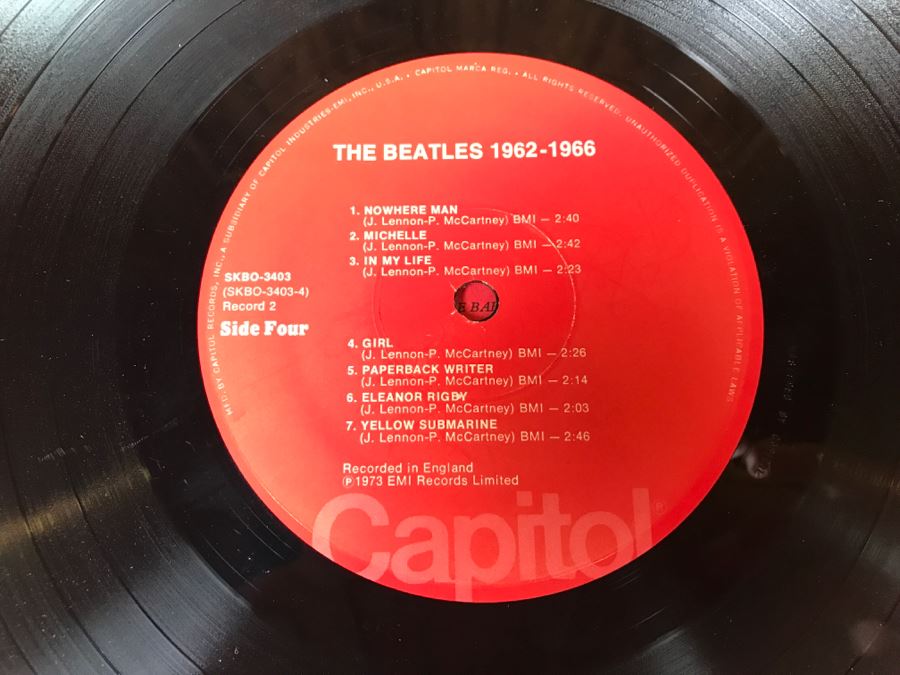 MFD. BY CAPITOL RECORDS, INC., A SUBSIDIARY OF CAPITOL INDUSTRIES-EMI, INC., U.S.A. • CAPITOL MARCA REG. • ALL RIGHTS RESERVED. UNAUTHORIZED DUPLICATION IS A VIOLATION OF APPLICABLE LAWS
THE BEATLES 1962-1966
1. NOWHERE MAN
(J. Lennon-P. McCartney) BMI — 2:40
2. MICHELLE
(J. Lennon-P. McCartney) BMI — 2:42
3. IN MY LIFE
(J. Lennon-P. McCartney) BMI — 2:23
SKBO-3403
(SKBO-3403-4)
Record 2
Side Four
4. GIRL
(J. Lennon-P. McCartney) BMI — 2:26
5. PAPERBACK WRITER
(J. Lennon-P. McCartney) BMI — 2:14
6. ELEANOR RIGBY
(J. Lennon-P. McCartney) BMI — 2:03
7. YELLOW SUBMARINE
(J. Lennon-P. McCartney) BMI — 2:46
Recorded in England
℗1973 EMI Records Limited
Capitol®